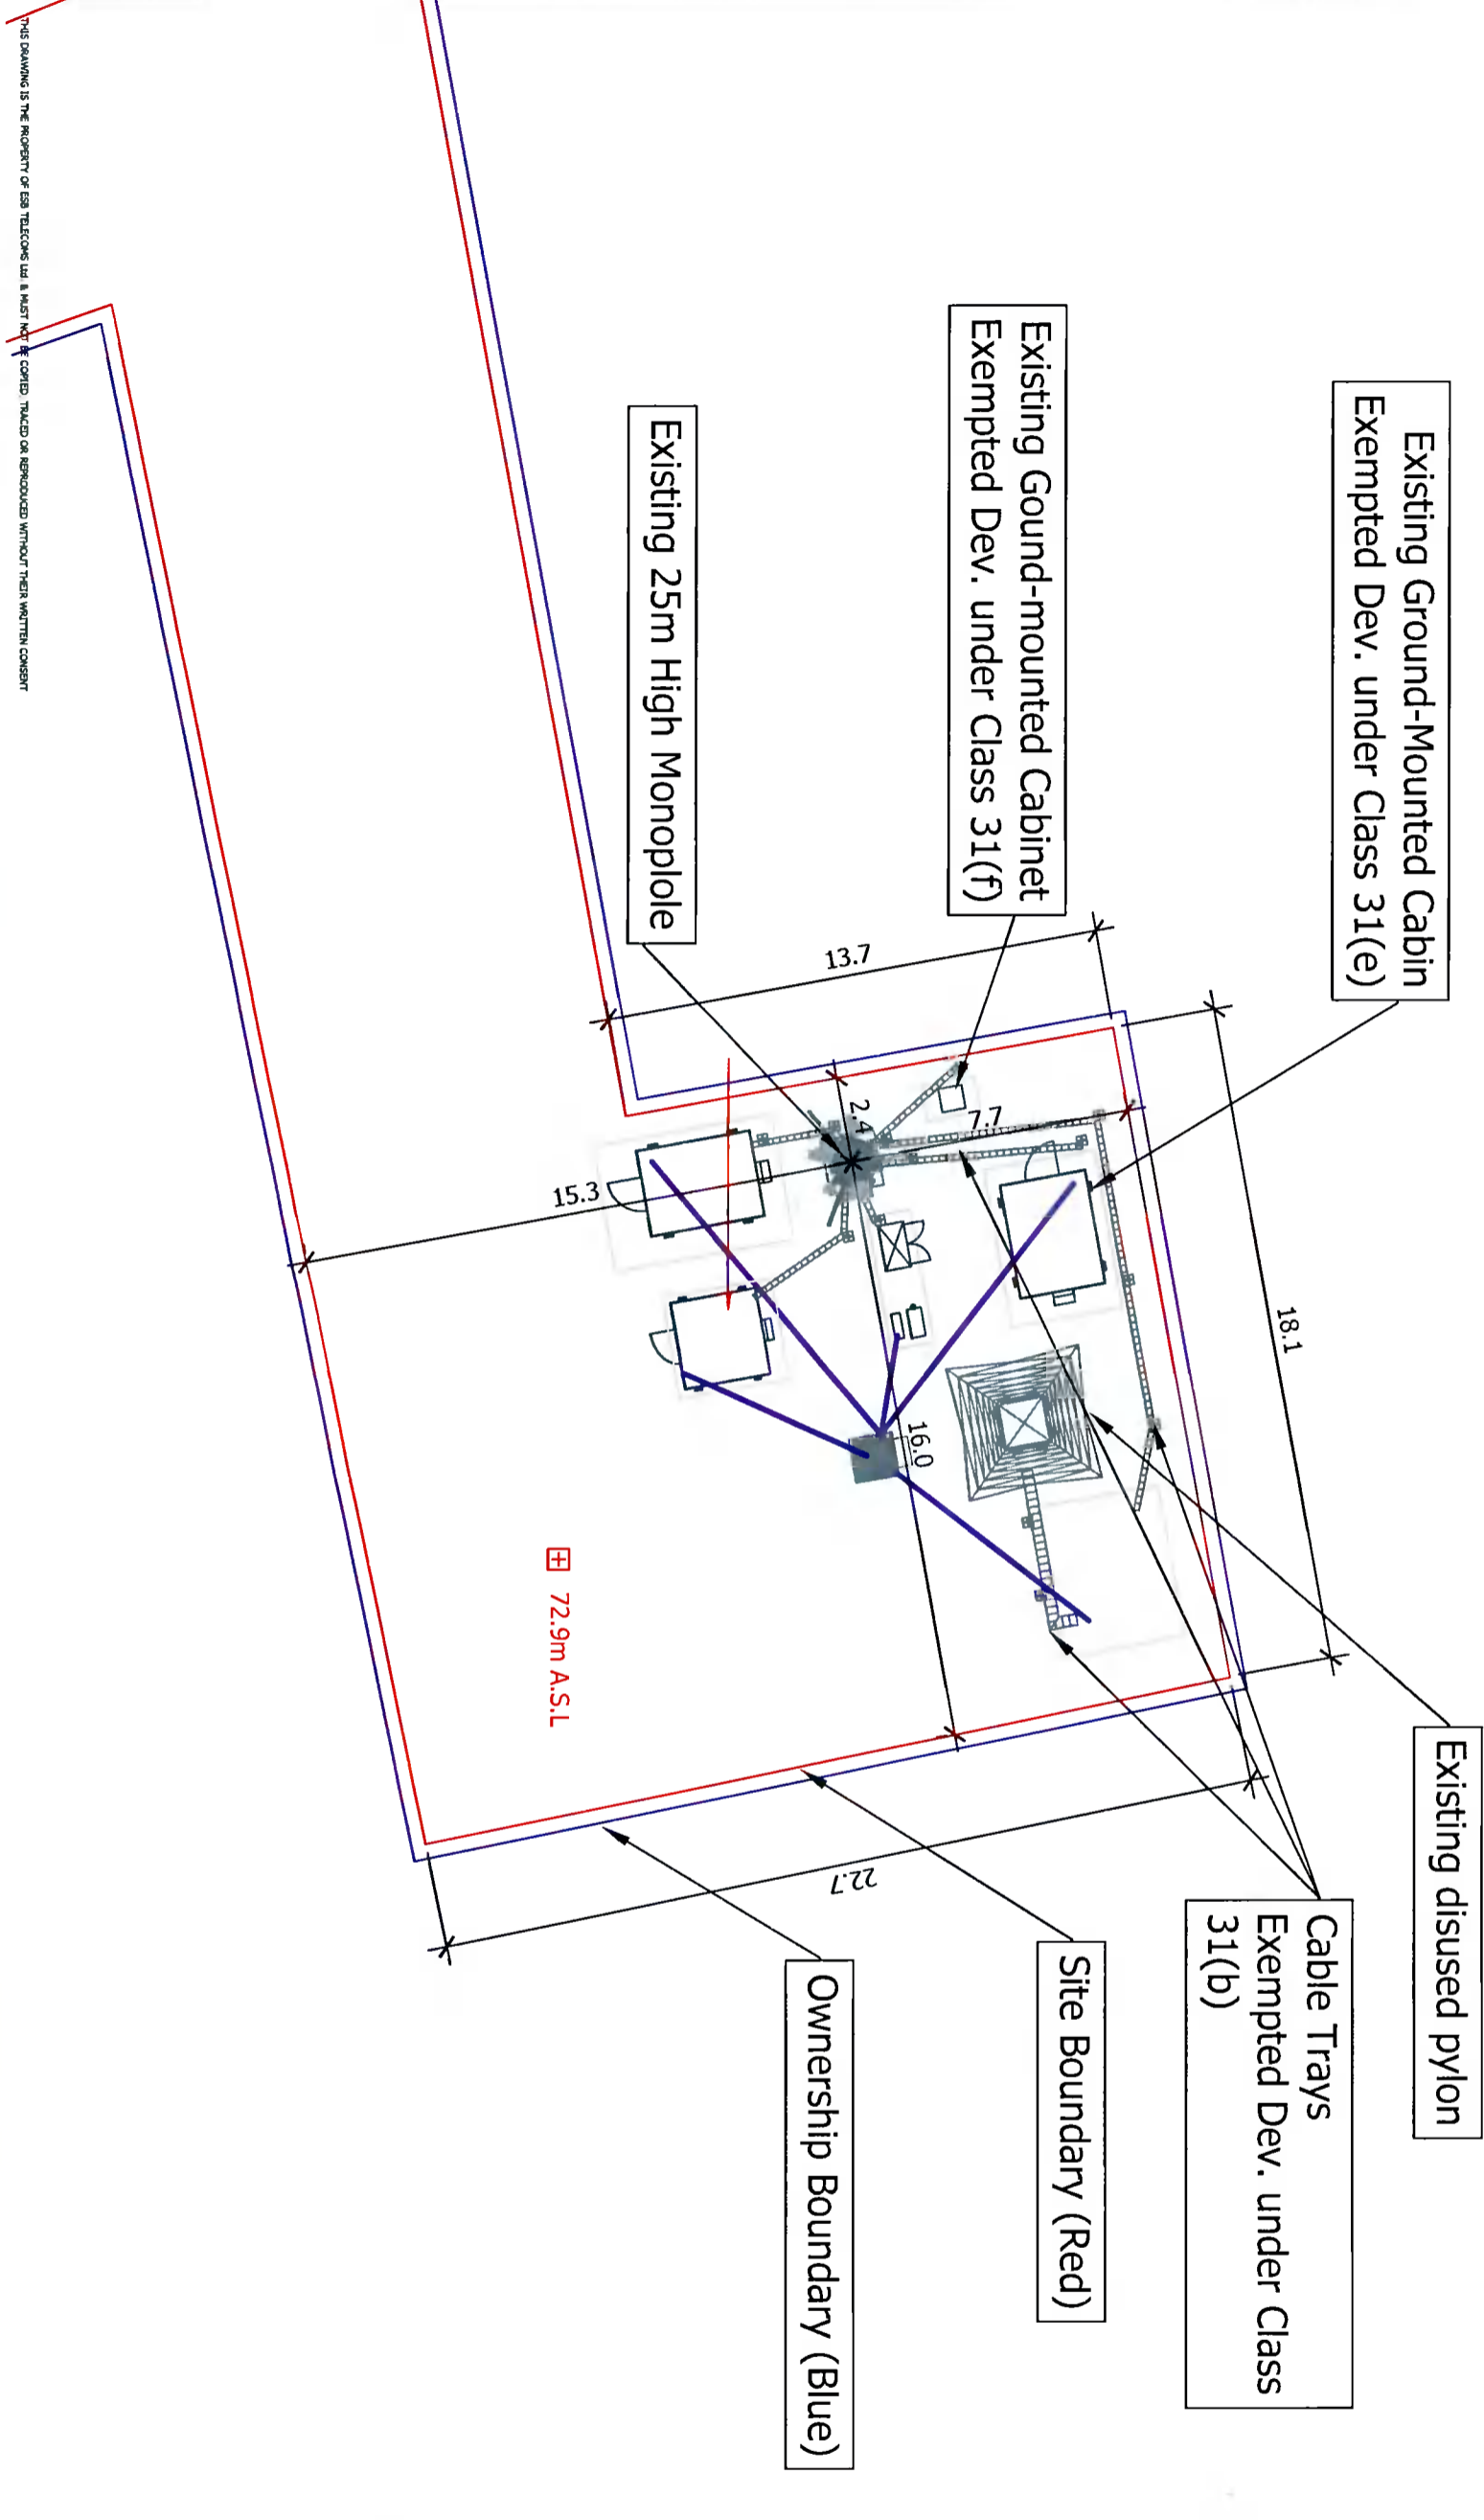 Existing Ground-Mounted Cabin
Exempted Dev. under Class 31(e)
Existing disused pylon
Cable Trays
Exempted Dev. under Class
31(b)
18.1
Existing Gound-mounted Cabinet
Exempted Dev. under Class 31(f)
Site Boundary (Red)
7.7
16.0
2.4
13.7
22.7
Ownership Boundary (Blue)
Existing 25m High Monoplole
15.3
72.9m A.S.L
THIS DRAWING IS THE PROPERTY OF ESB TELECOMS Ltd. & MUST NOT BE COPIED, TRACED OR REPRODUCED WITHOUT THEIR WRITTEN CONSENT